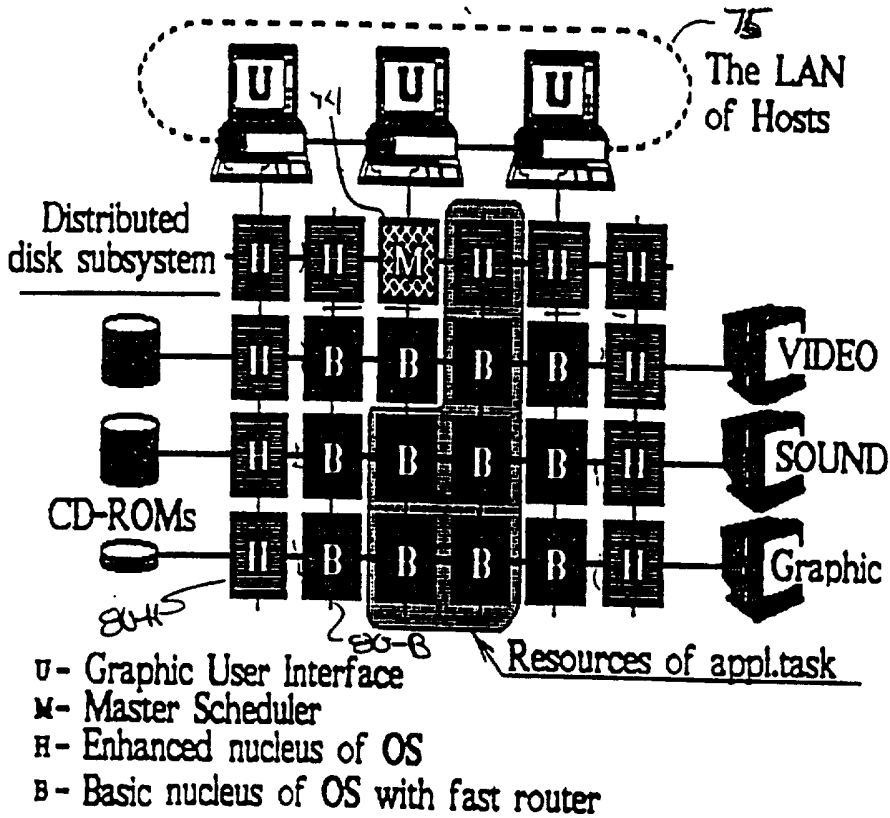 75
The LAN
of Hosts
U U U
74
Distributed
disk subsystem
H H M H H H
H B B B B H
VIDEO
H B B B B H
SOUND
CD-ROMs
H B B B B H
Graphic
80-H
80-B
Resources of appl.task
U - Graphic User Interface
M - Master Scheduler
H - Enhanced nucleus of OS
B - Basic nucleus of OS with fast router